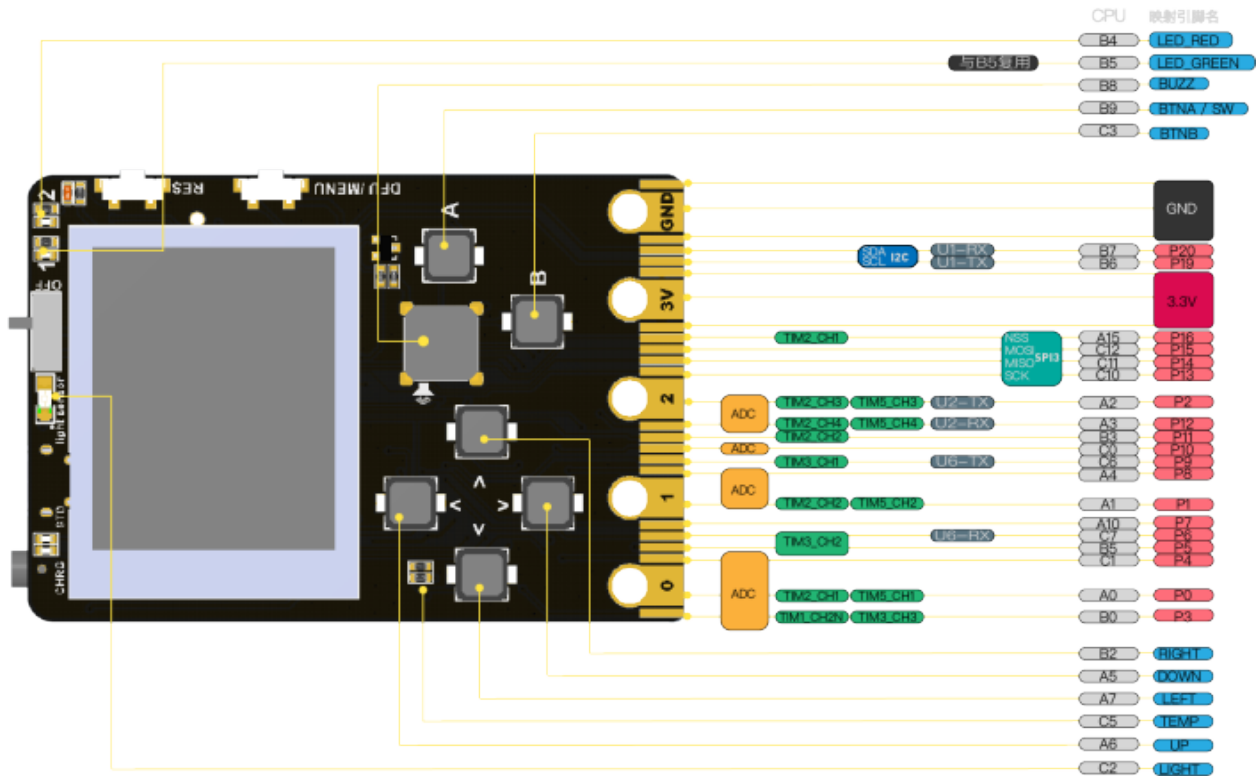 CPU 映射引脚名
B4 LED_RED
与B5复用 B5 LED_GREEN
B8 BUZZ
B9 BTNA / SW
C3 BTNB
RES
DFU/MENU
2
1
OFF
A
B
light sensor
STD
CHRG
GND
3V
2
1
0
GND
SDA I2C U1-RX B7 P20
SCL U1-TX B6 P19
3.3V
TIM2_CH1 NSS SPI3 A15 P16
MOSI C12 P15
MISO C11 P14
SCK C10 P13
ADC TIM2_CH3 TIM5_CH3 U2-TX A2 P2
TIM2_CH4 TIM5_CH4 U2-RX A3 P12
TIM2_CH2 B3 P11
ADC C0 P10
TIM3_CH1 U6-TX C6 P9
ADC A4 P8
TIM2_CH2 TIM5_CH2 A1 P1
A10 P7
TIM3_CH2 U6-RX C7 P6
B5 P5
ADC C1 P4
TIM2_CH1 TIM5_CH1 A0 P0
TIM1_CH2N TIM3_CH3 B0 P3
B2 RIGHT
A5 DOWN
A7 LEFT
C5 TEMP
A6 UP
C2 LIGHT